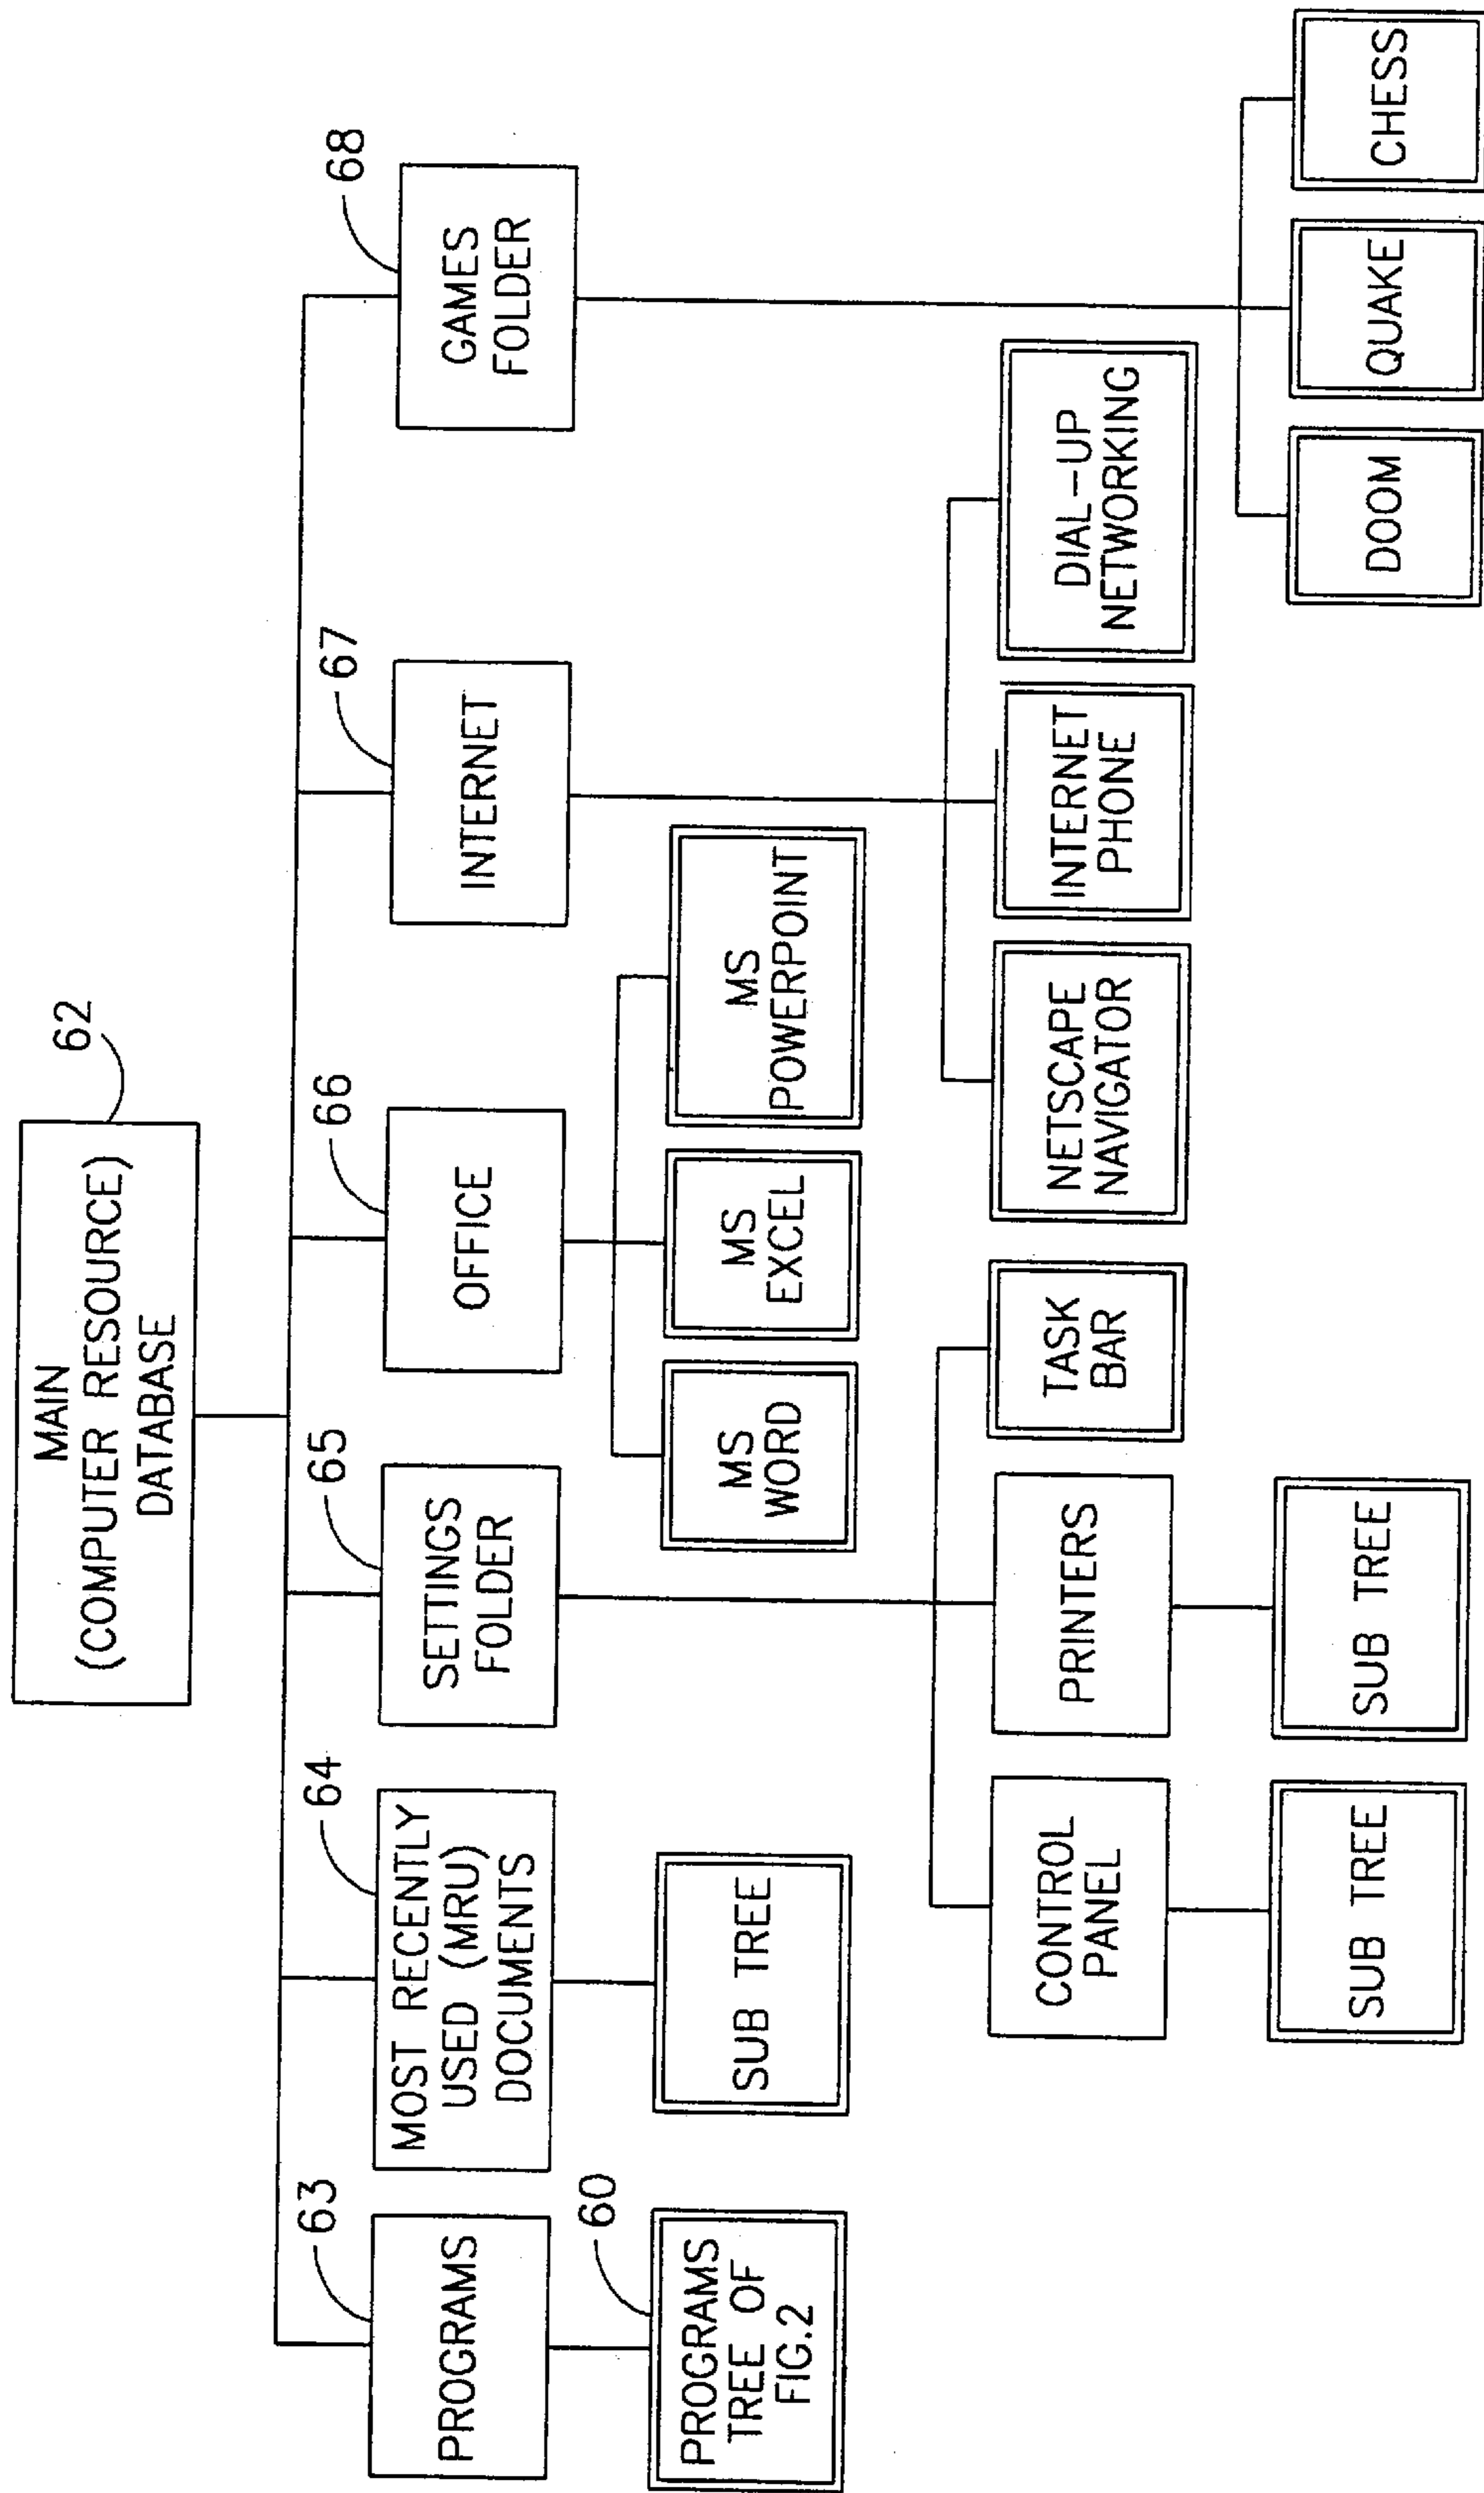 MAIN
(COMPUTER RESOURCE)
DATABASE
62
63
PROGRAMS
64
MOST RECENTLY
USED (MRU)
DOCUMENTS
65
SETTINGS
FOLDER
66
OFFICE
67
INTERNET
68
GAMES
FOLDER
60
PROGRAMS
TREE OF
FIG.2
SUB TREE
MS
WORD
MS
EXCEL
MS
POWERPOINT
CONTROL
PANEL
PRINTERS
TASK
BAR
NETSCAPE
NAVIGATOR
INTERNET
PHONE
DIAL--UP
NETWORKING
SUB TREE
SUB TREE
DOOM
QUAKE
CHESS